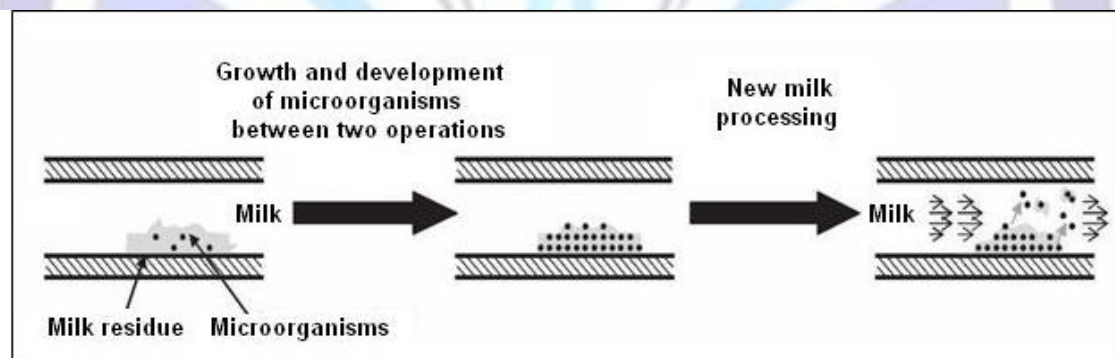 Growth and development
of microorganisms
between two operations
New milk
processing
Milk
Milk
Milk residue
Microorganisms